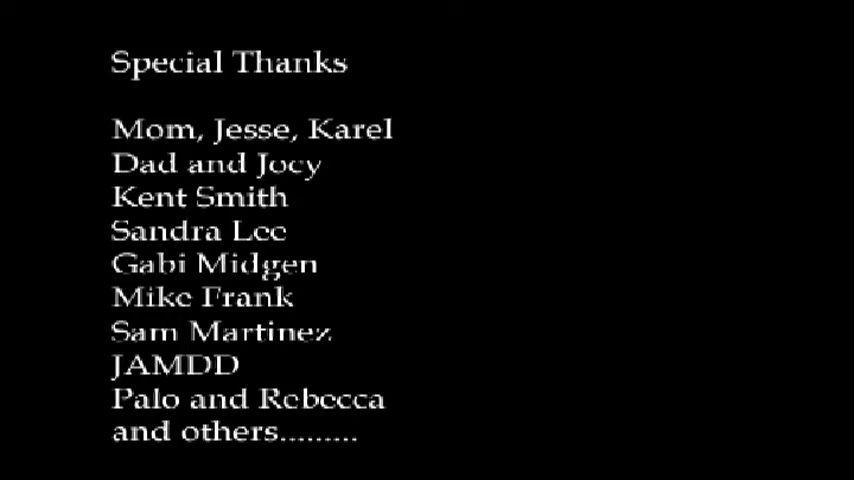 Special Thanks
Mom, Jesse, Karel
Dad and Jocy
Kent Smith
Sandra Lee
Gabi Midgen
Mike Frank
Sam Martinez
JAMDD
Palo and Rebecca
and others.........